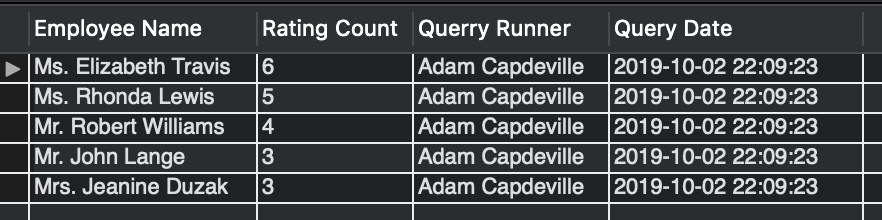 Employee Name Rating Count Querry Runner Query Date
Ms. Elizabeth Travis 6 Adam Capdeville 2019-10-02 22:09:23
Ms. Rhonda Lewis 5 Adam Capdeville 2019-10-02 22:09:23
Mr. Robert Williams 4 Adam Capdeville 2019-10-02 22:09:23
Mr. John Lange 3 Adam Capdeville 2019-10-02 22:09:23
Mrs. Jeanine Duzak 3 Adam Capdeville 2019-10-02 22:09:23